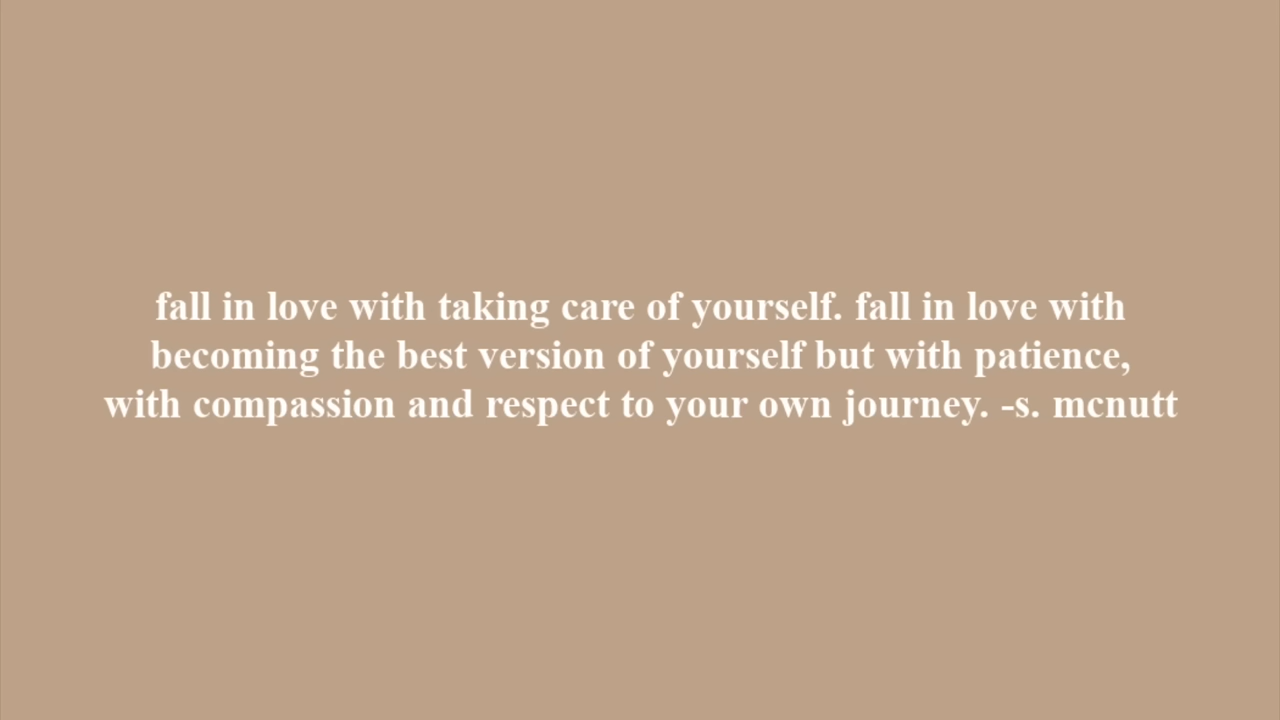 fall in love with taking care of yourself. fall in love with
becoming the best version of yourself but with patience,
with compassion and respect to your own journey. -s. mcnutt